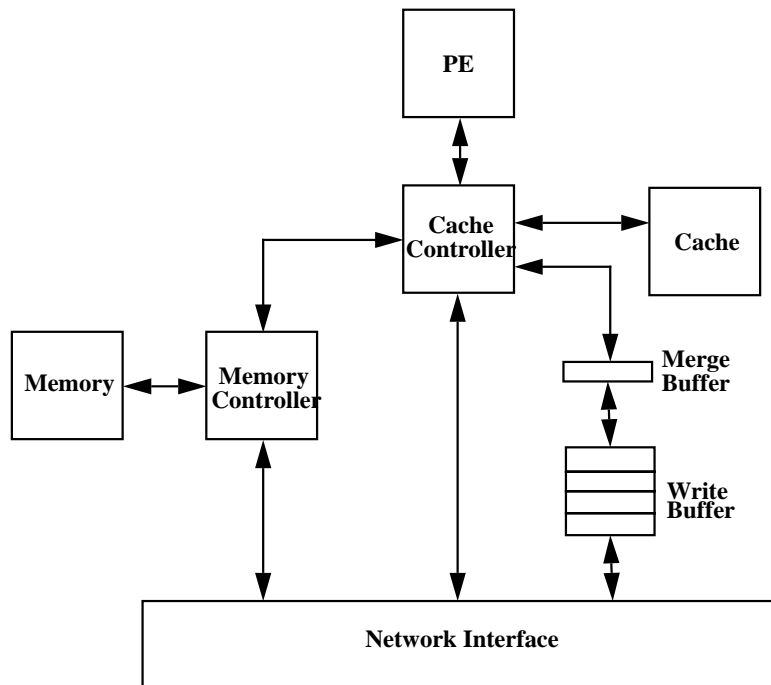 PE
Cache
Controller
Cache
Memory
Memory
Controller
Merge
Buffer
Write
Buffer
Network Interface